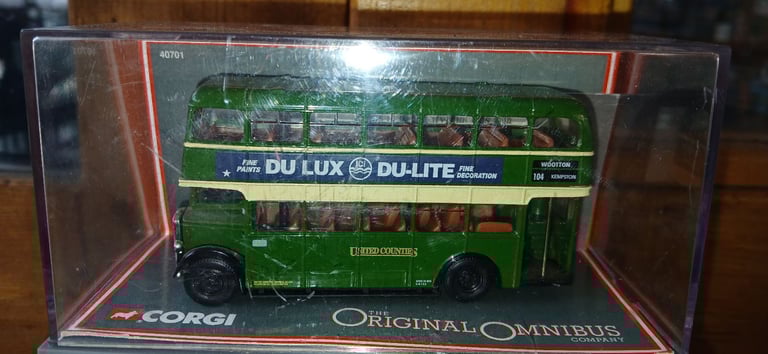 40701
FINE PAINTS DU LUX ICI DU-LITE FINE DECORATION
WOOTTON
104 KEMPSTON
UNITED COUNTIES
CORGI
THE ORIGINAL OMNIBUS COMPANY